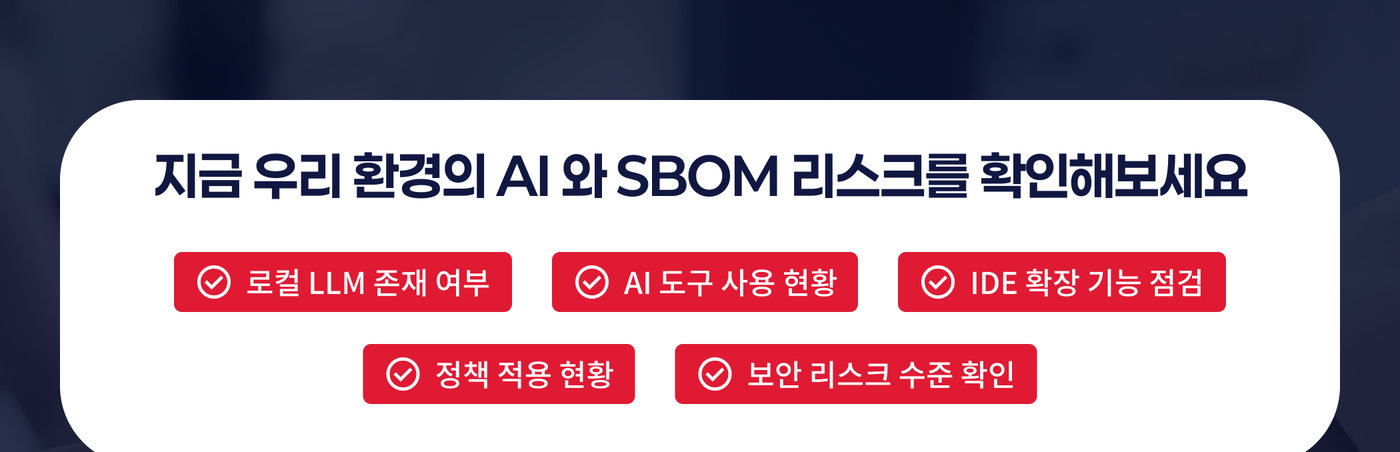 지금 우리 환경의 AI 와 SBOM 리스크를 확인해보세요
로컬 LLM 존재 여부
AI 도구 사용 현황
IDE 확장 기능 점검
정책 적용 현황
보안 리스크 수준 확인